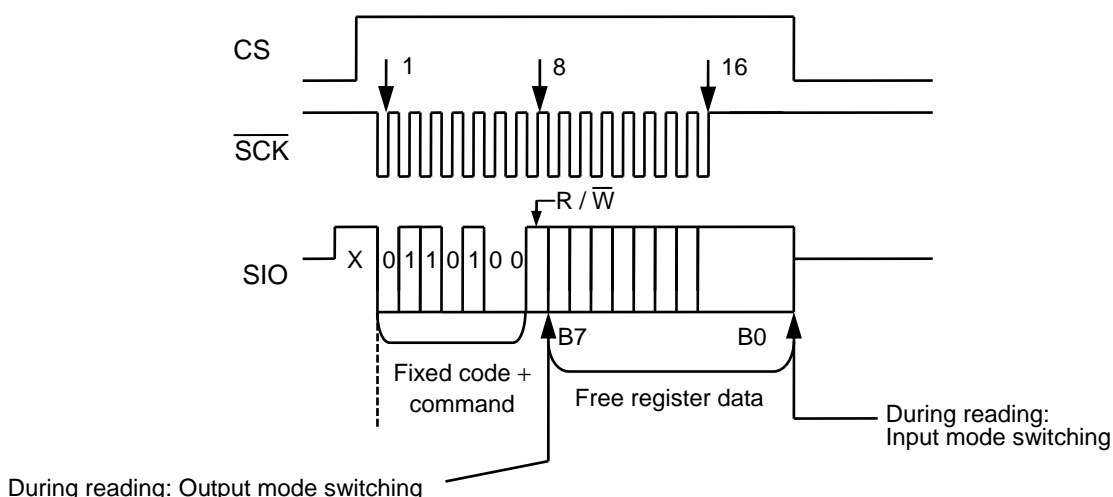 CS
1
8
16
SCK
R / W
SIO
X
0 1 1 0 1 0 0
B7
B0
Fixed code +
command
Free register data
During reading:
Input mode switching
During reading: Output mode switching